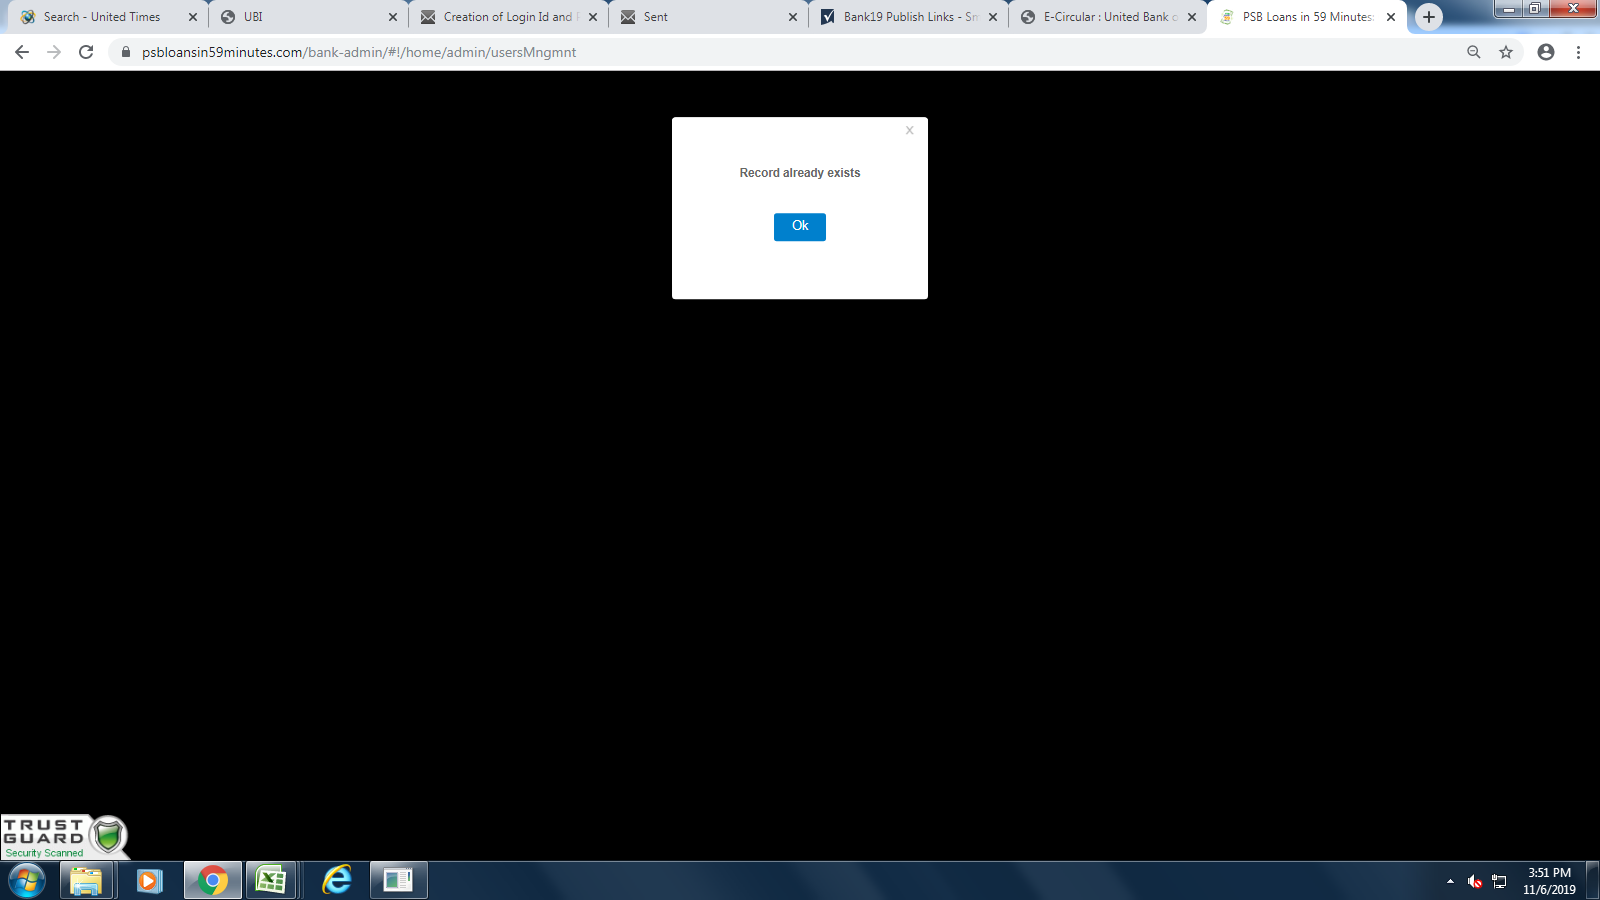 Search - United Times
UBI
Creation of Login Id and
Sent
Bank19 Publish Links - Sm
E-Circular : United Bank o
PSB Loans in 59 Minutes:
psbloansin59minutes.com/bank-admin/#!/home/admin/usersMngmnt
x
Record already exists
Ok
TRUST
GUARD
Security Scanned
3:51 PM
11/6/2019